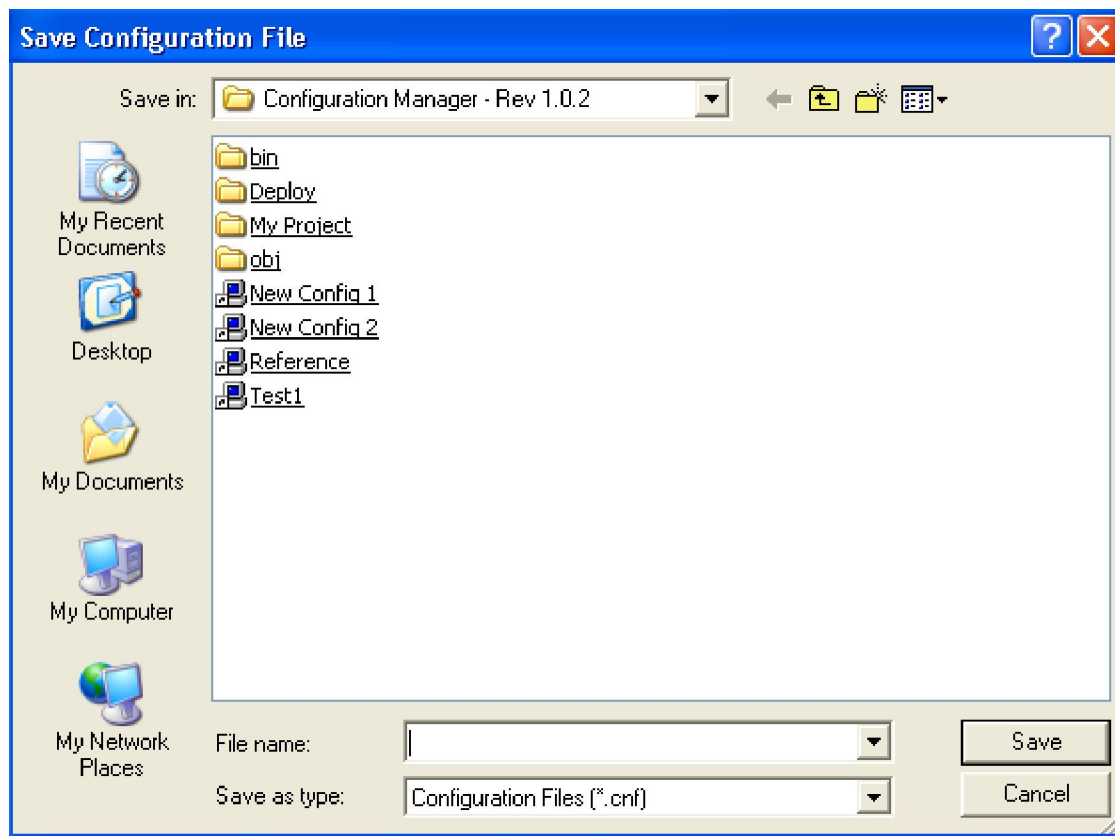 Save Configuration File
Save in:
Configuration Manager - Rev 1.0.2
My Recent
Documents
Desktop
My Documents
My Computer
My Network
Places
bin
Deploy
My Project
obj
New Config 1
New Config 2
Reference
Test1
File name:
Save
Save as type:
Configuration Files (*.cnf)
Cancel